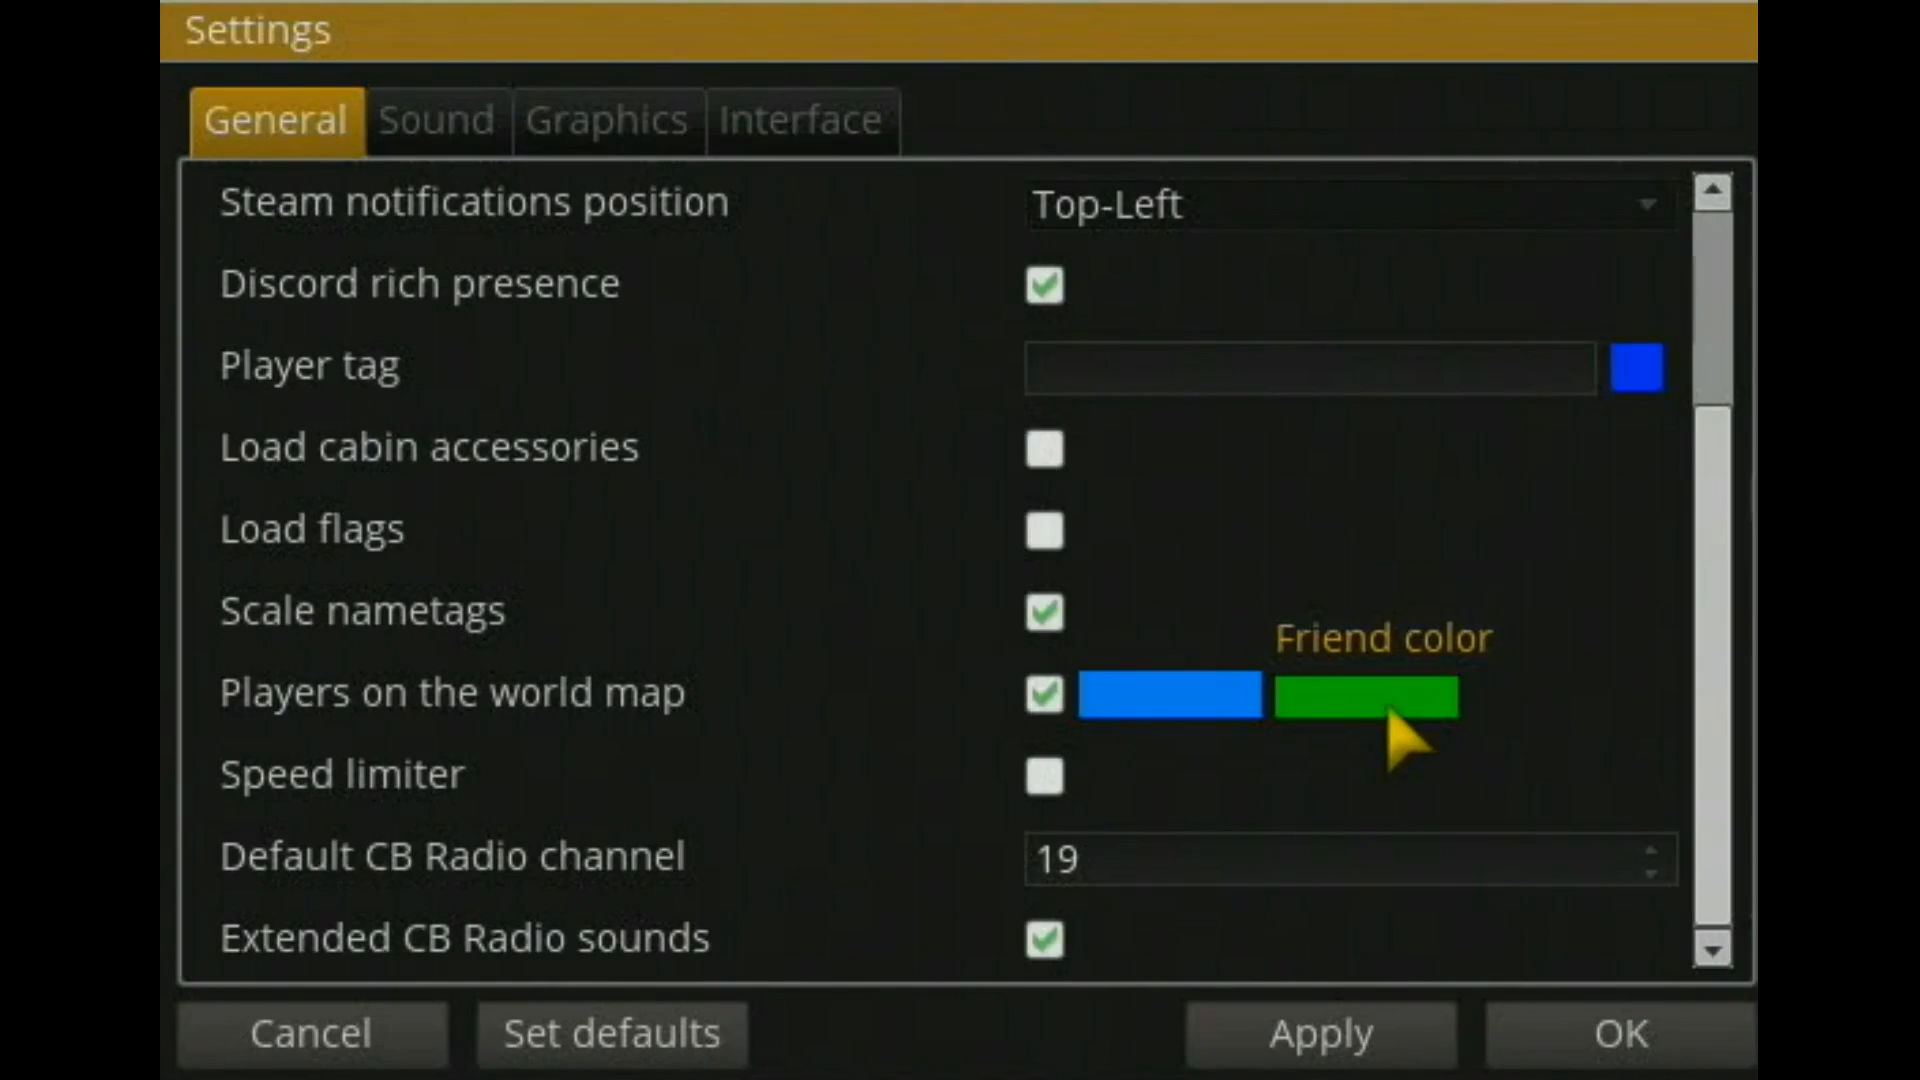 Settings
General Sound Graphics Interface
Steam notifications position Top-Left
Discord rich presence
Player tag
Load cabin accessories
Load flags
Scale nametags
Friend color
Players on the world map
Speed limiter
Default CB Radio channel 19
Extended CB Radio sounds
Cancel Set defaults Apply OK